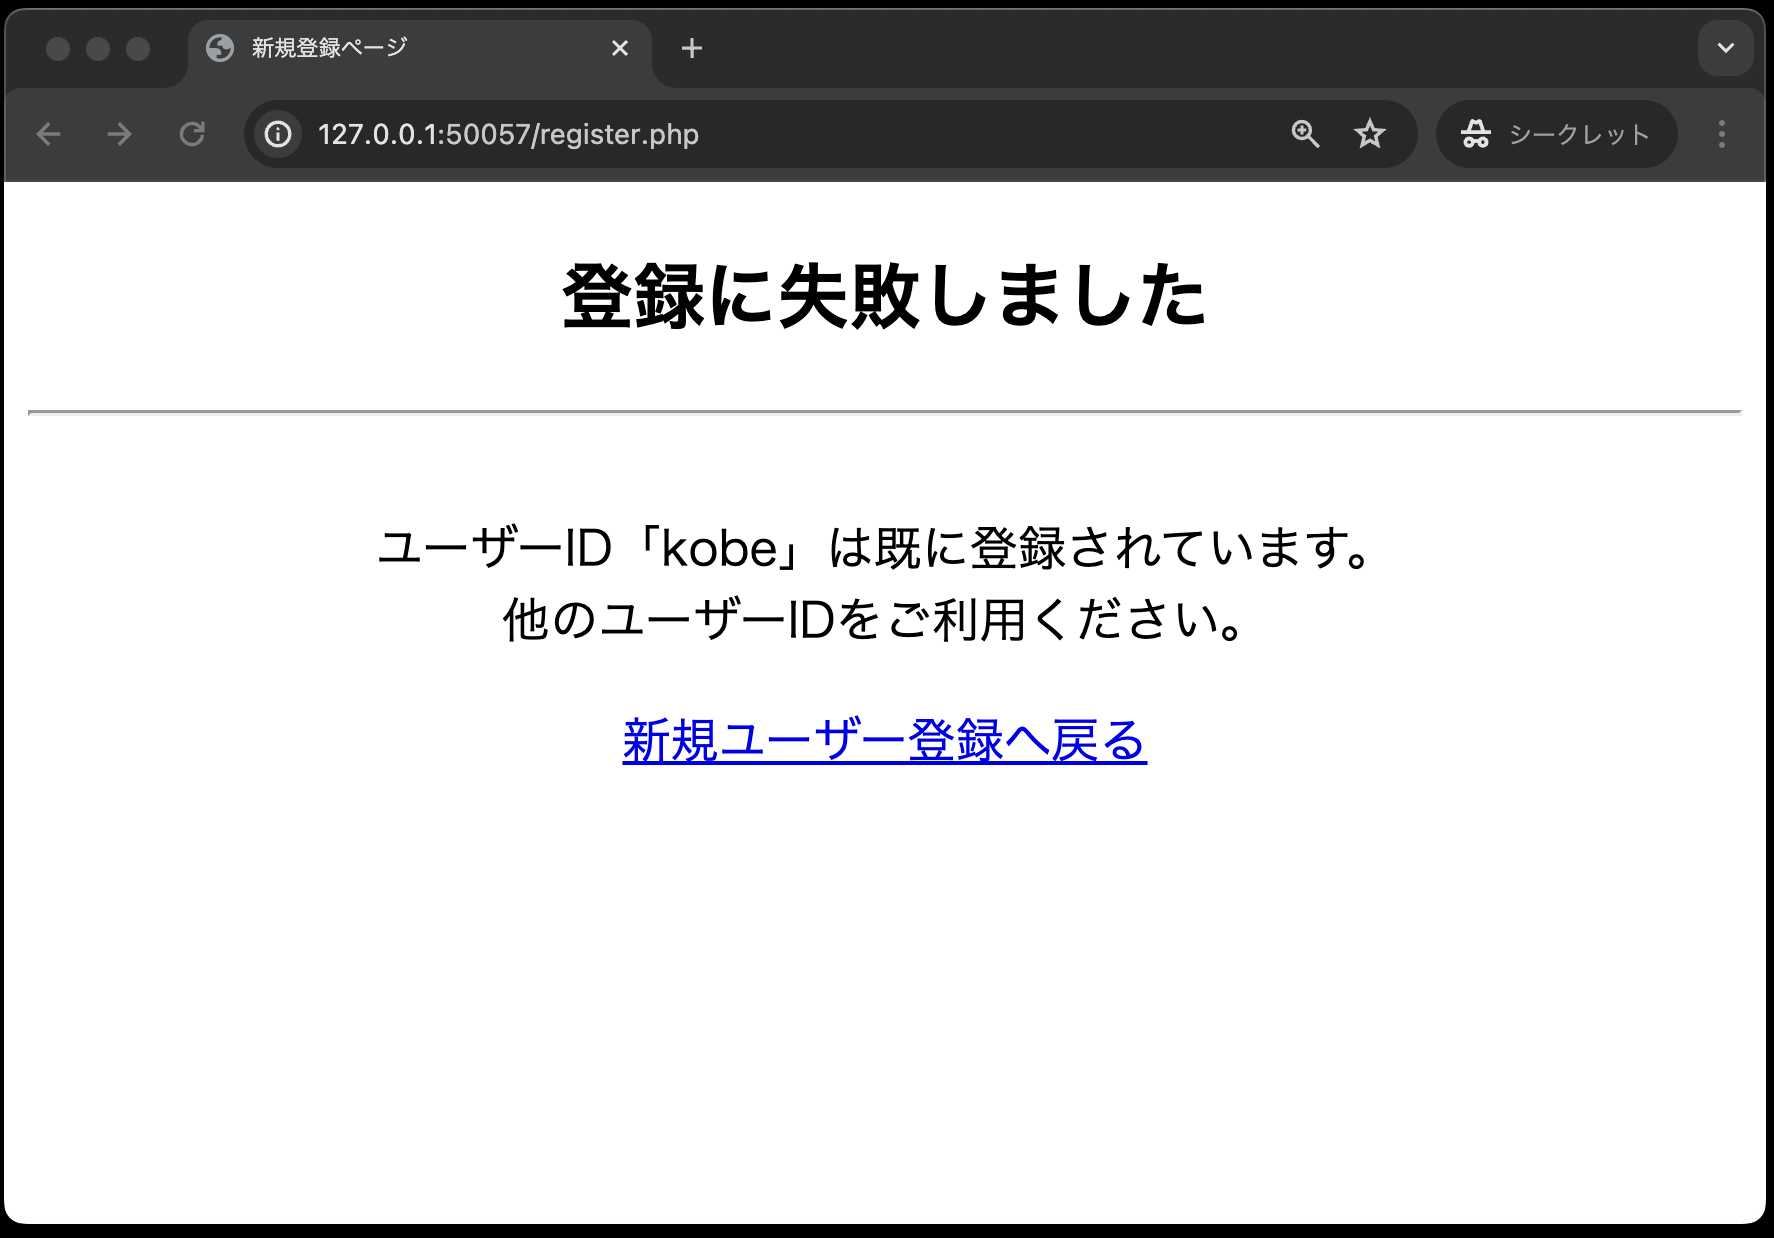 新規登録ページ
127.0.0.1:50057/register.php
シークレット
登録に失敗しました
ユーザーID「kobe」は既に登録されています。
他のユーザーIDをご利用ください。
新規ユーザー登録へ戻る